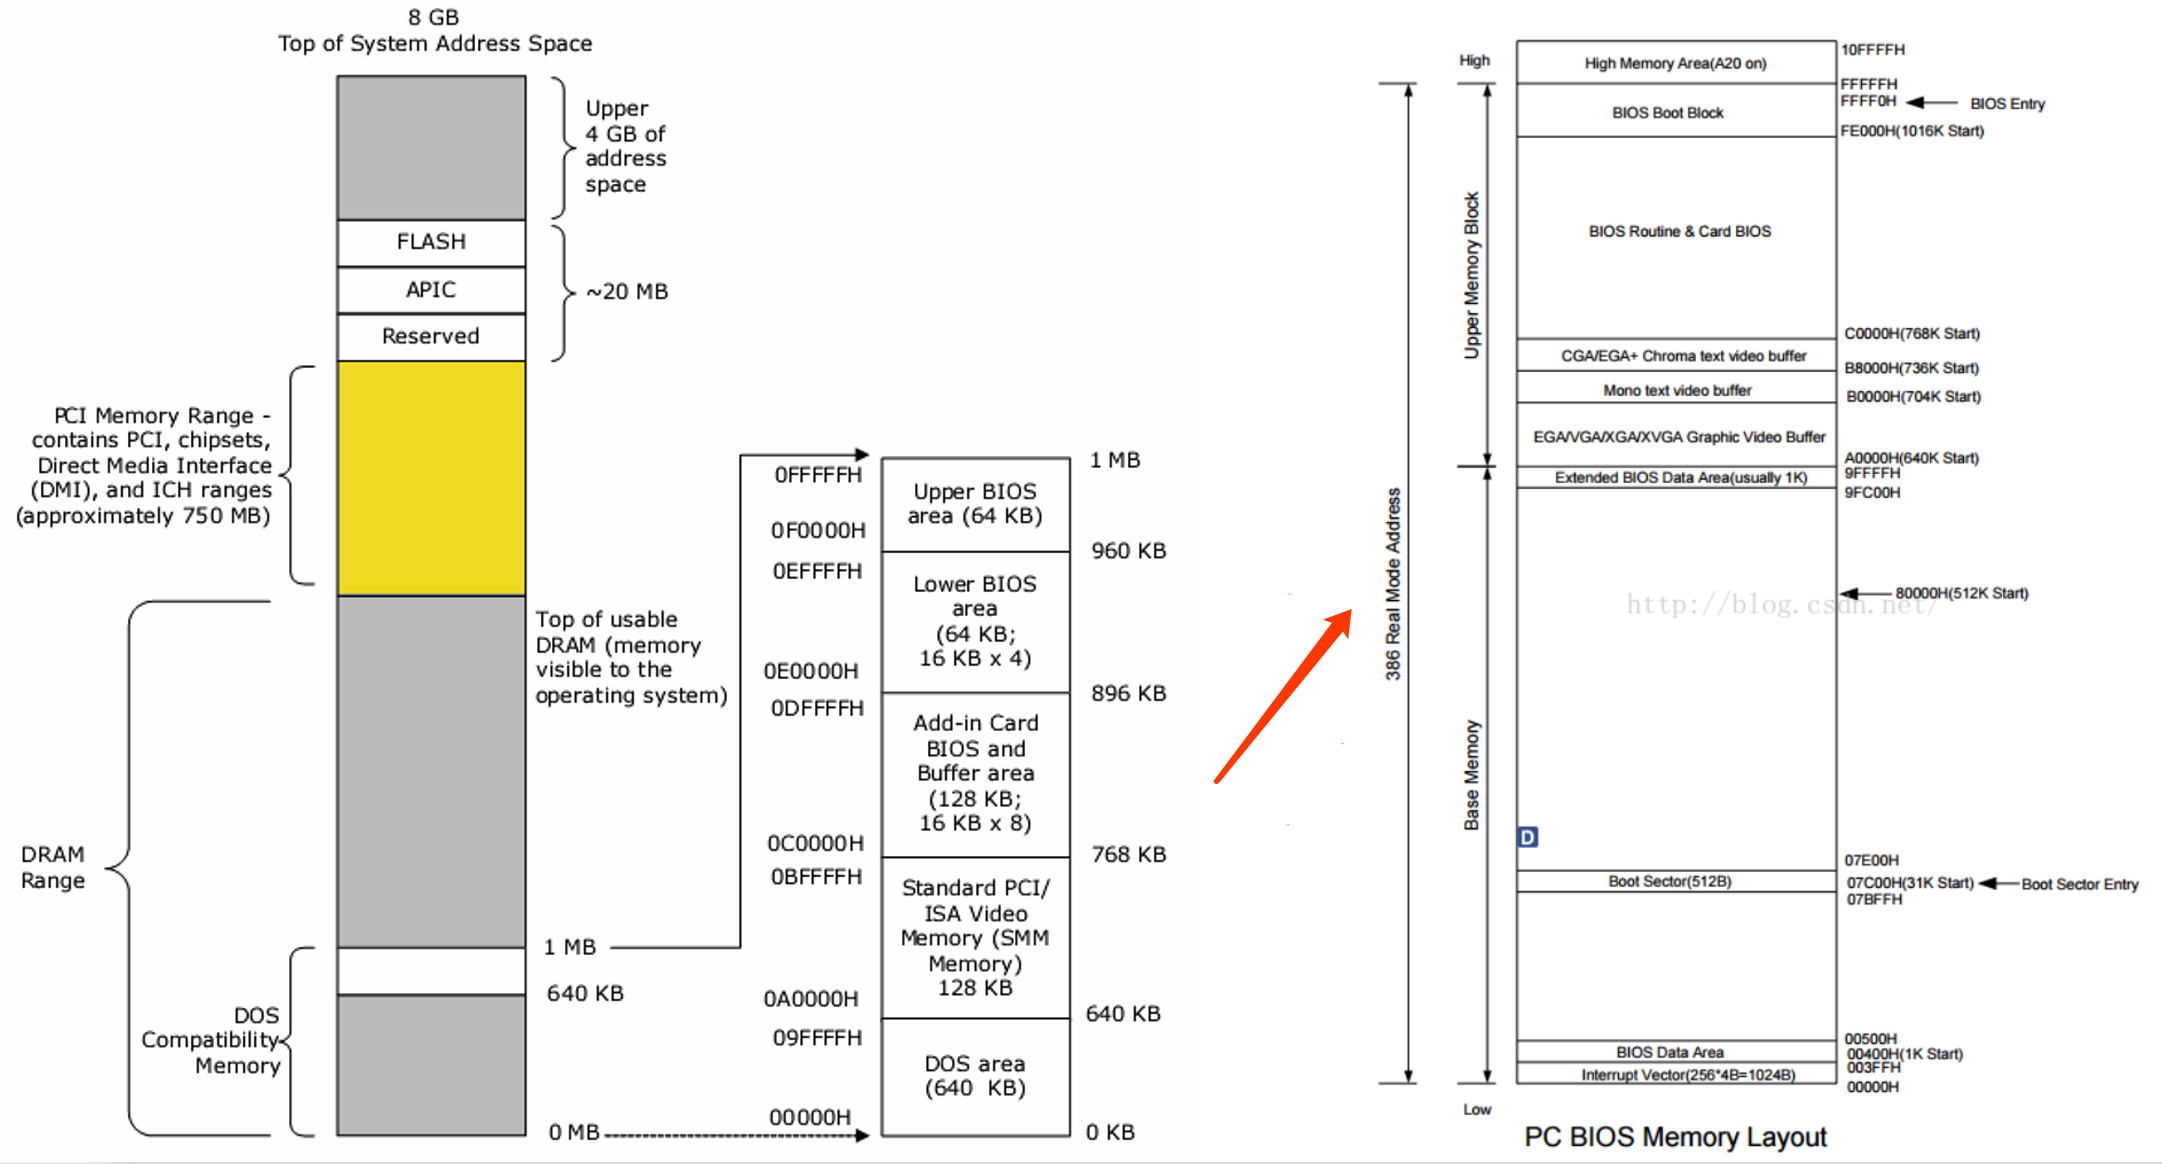 8 GB
Top of System Address Space
Upper
4 GB of
address
space
FLASH
APIC
Reserved
~20 MB
PCI Memory Range -
contains PCI, chipsets,
Direct Media Interface
(DMI), and ICH ranges
(approximately 750 MB)
Top of usable
DRAM (memory
visible to the
operating system)
DRAM
Range
1 MB
640 KB
DOS
Compatibility
Memory
0 MB
0FFFFFH
0F0000H
0EFFFFH
0E0000H
0DFFFFH
0C0000H
0BFFFFH
0A0000H
09FFFFH
00000H
Upper BIOS
area (64 KB)
Lower BIOS
area
(64 KB;
16 KB x 4)
Add-in Card
BIOS and
Buffer area
(128 KB;
16 KB x 8)
Standard PCI/
ISA Video
Memory (SMM
Memory)
128 KB
DOS area
(640 KB)
1 MB
960 KB
896 KB
768 KB
640 KB
0 KB
High
386 Real Mode Address
Upper Memory Block
Base Memory
Low
High Memory Area(A20 on)
BIOS Boot Block
BIOS Routine & Card BIOS
CGA/EGA+ Chroma text video buffer
Mono text video buffer
EGA/VGA/XGA/XVGA Graphic Video Buffer
Extended BIOS Data Area(usually 1K)
http://blog.csdn.net/
D
Boot Sector(512B)
BIOS Data Area
Interrupt Vector(256*4B=1024B)
10FFFFH
FFFFFH
FFFF0H
BIOS Entry
FE000H(1016K Start)
C0000H(768K Start)
B8000H(736K Start)
B0000H(704K Start)
A0000H(640K Start)
9FFFFH
9FC00H
80000H(512K Start)
07E00H
07C00H(31K Start)
Boot Sector Entry
07BFFH
00500H
00400H(1K Start)
003FFH
00000H
PC BIOS Memory Layout